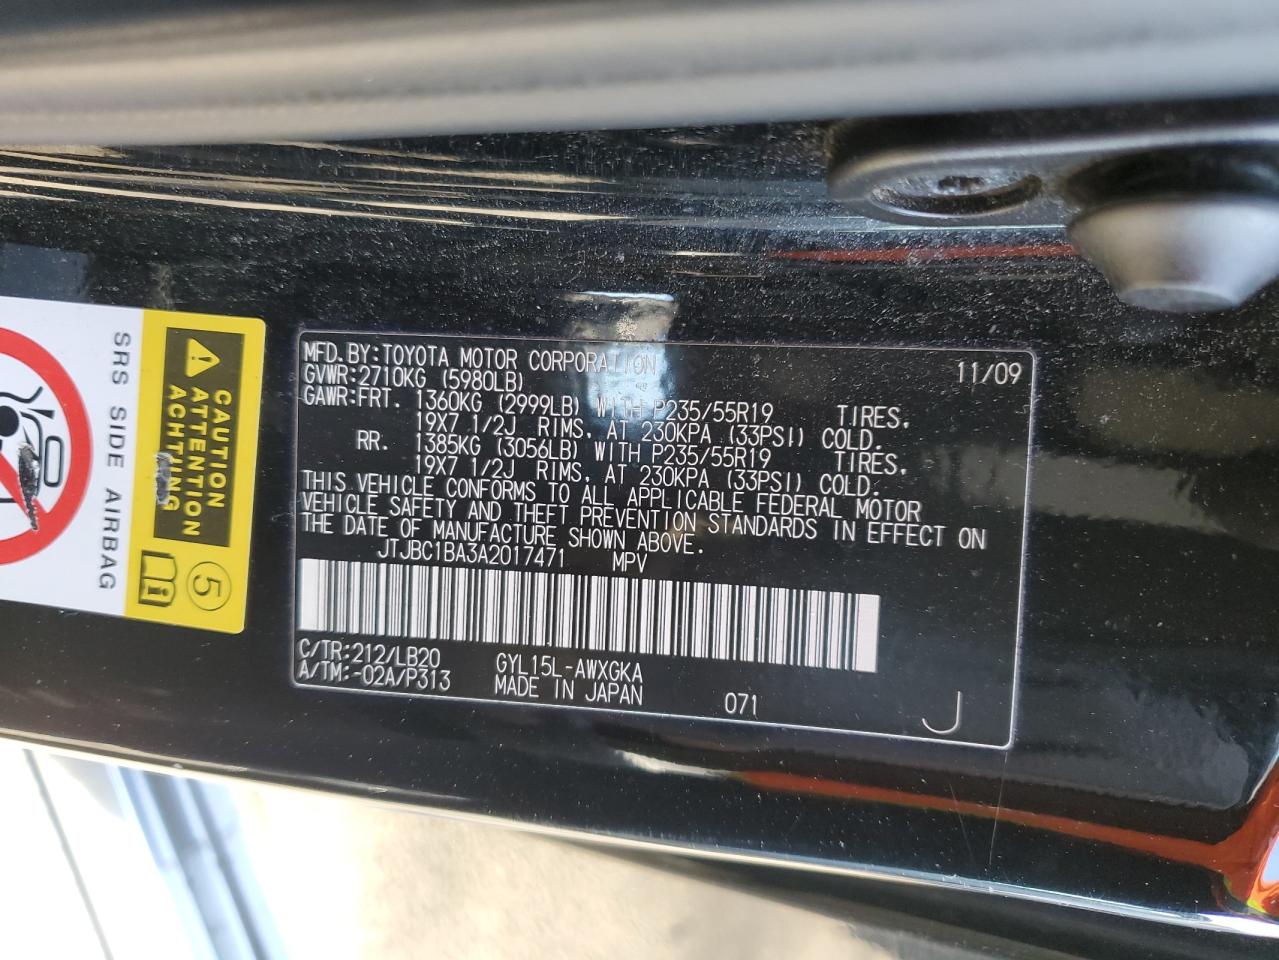 SRS SIDE AIRBAG
CAUTION
ATTENTION
ACHTUNG
5
MFD.BY:TOYOTA MOTOR CORPORATION 11/09
GVWR:2710KG (5980LB)
GAWR:FRT. 1360KG (2999LB) WITH P235/55R19 TIRES.
19X7 1/2J RIMS, AT 230KPA (33PSI) COLD.
RR. 1385KG (3056LB) WITH P235/55R19 TIRES.
19X7 1/2J RIMS, AT 230KPA (33PSI) COLD.
THIS VEHICLE CONFORMS TO ALL APPLICABLE FEDERAL MOTOR
VEHICLE SAFETY AND THEFT PREVENTION STANDARDS IN EFFECT ON
THE DATE OF MANUFACTURE SHOWN ABOVE.
JTJBC1BA3A2017471 MPV
C/TR:212/LB20 GYL15L-AWXGKA
A/TM:-02A/P313 MADE IN JAPAN 071 J